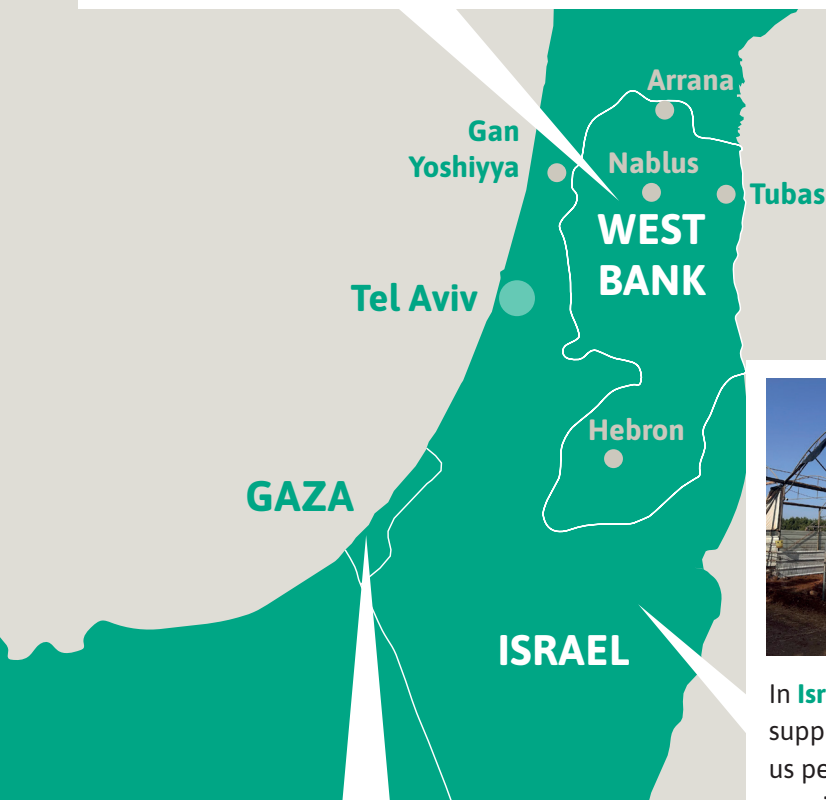 Arrana
Gan
Yoshiyya
Nablus
Tubas
WEST
BANK
Tel Aviv
Hebron
GAZA
ISRAEL
In Isr
supp
us pe